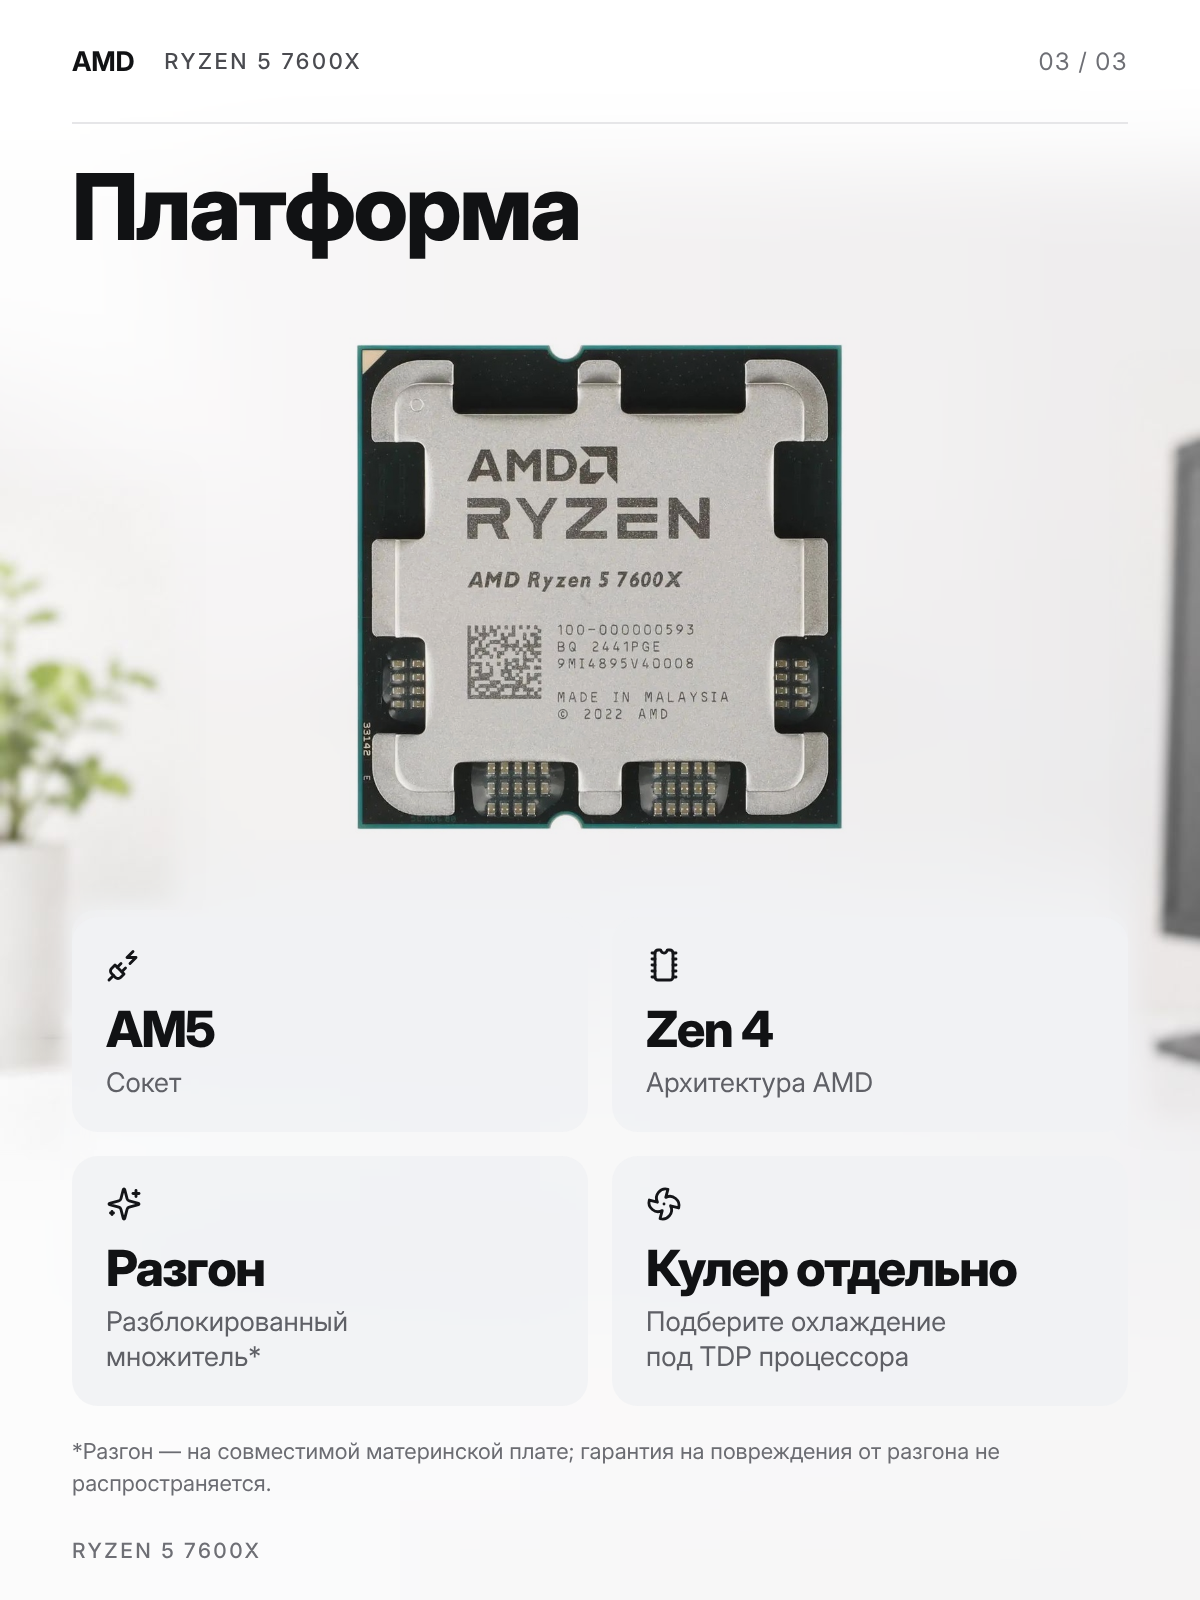 AMD RYZEN 5 7600X 03 / 03
Платформа
AMD
RYZEN
AMD Ryzen 5 7600X
100-000000593
BQ 2441PGE
9MI4895V40008
MADE IN MALAYSIA
© 2022 AMD
33142 E
AM5
Сокет
Zen 4
Архитектура AMD
Разгон
Разблокированный
множитель*
Кулер отдельно
Подберите охлаждение
под TDP процессора
*Разгон — на совместимой материнской плате; гарантия на повреждения от разгона не
распространяется.
RYZEN 5 7600X